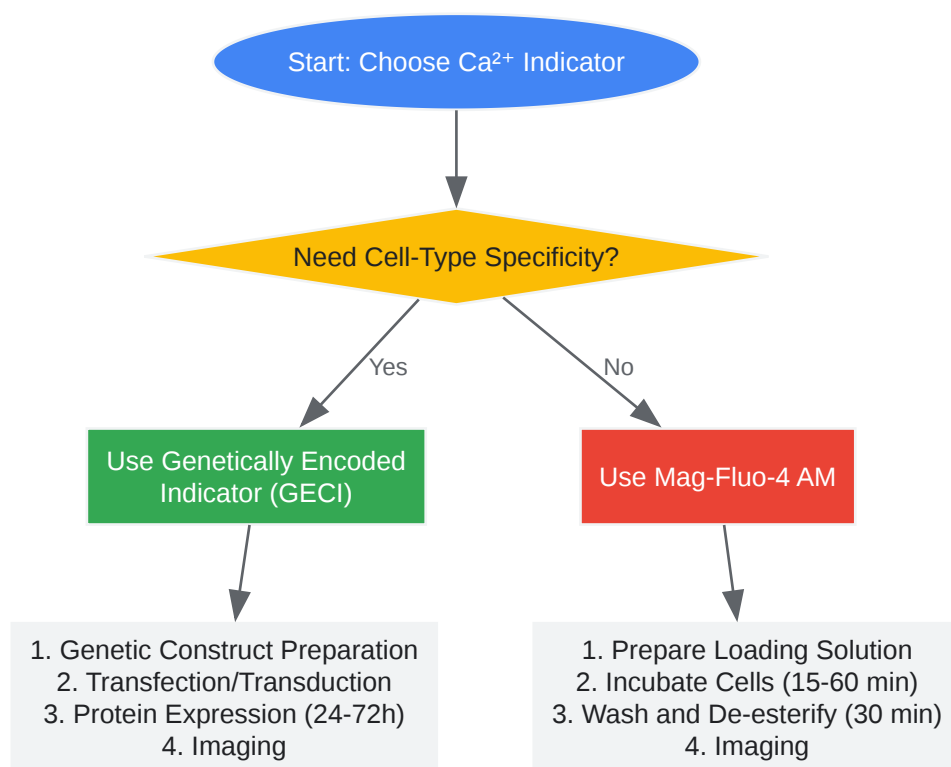 Start: Choose Ca²⁺ Indicator
Need Cell-Type Specificity?
Yes
No
Use Genetically Encoded
Indicator (GECI)
Use Mag-Fluo-4 AM
1. Genetic Construct Preparation
2. Transfection/Transduction
3. Protein Expression (24-72h)
4. Imaging
1. Prepare Loading Solution
2. Incubate Cells (15-60 min)
3. Wash and De-esterify (30 min)
4. Imaging